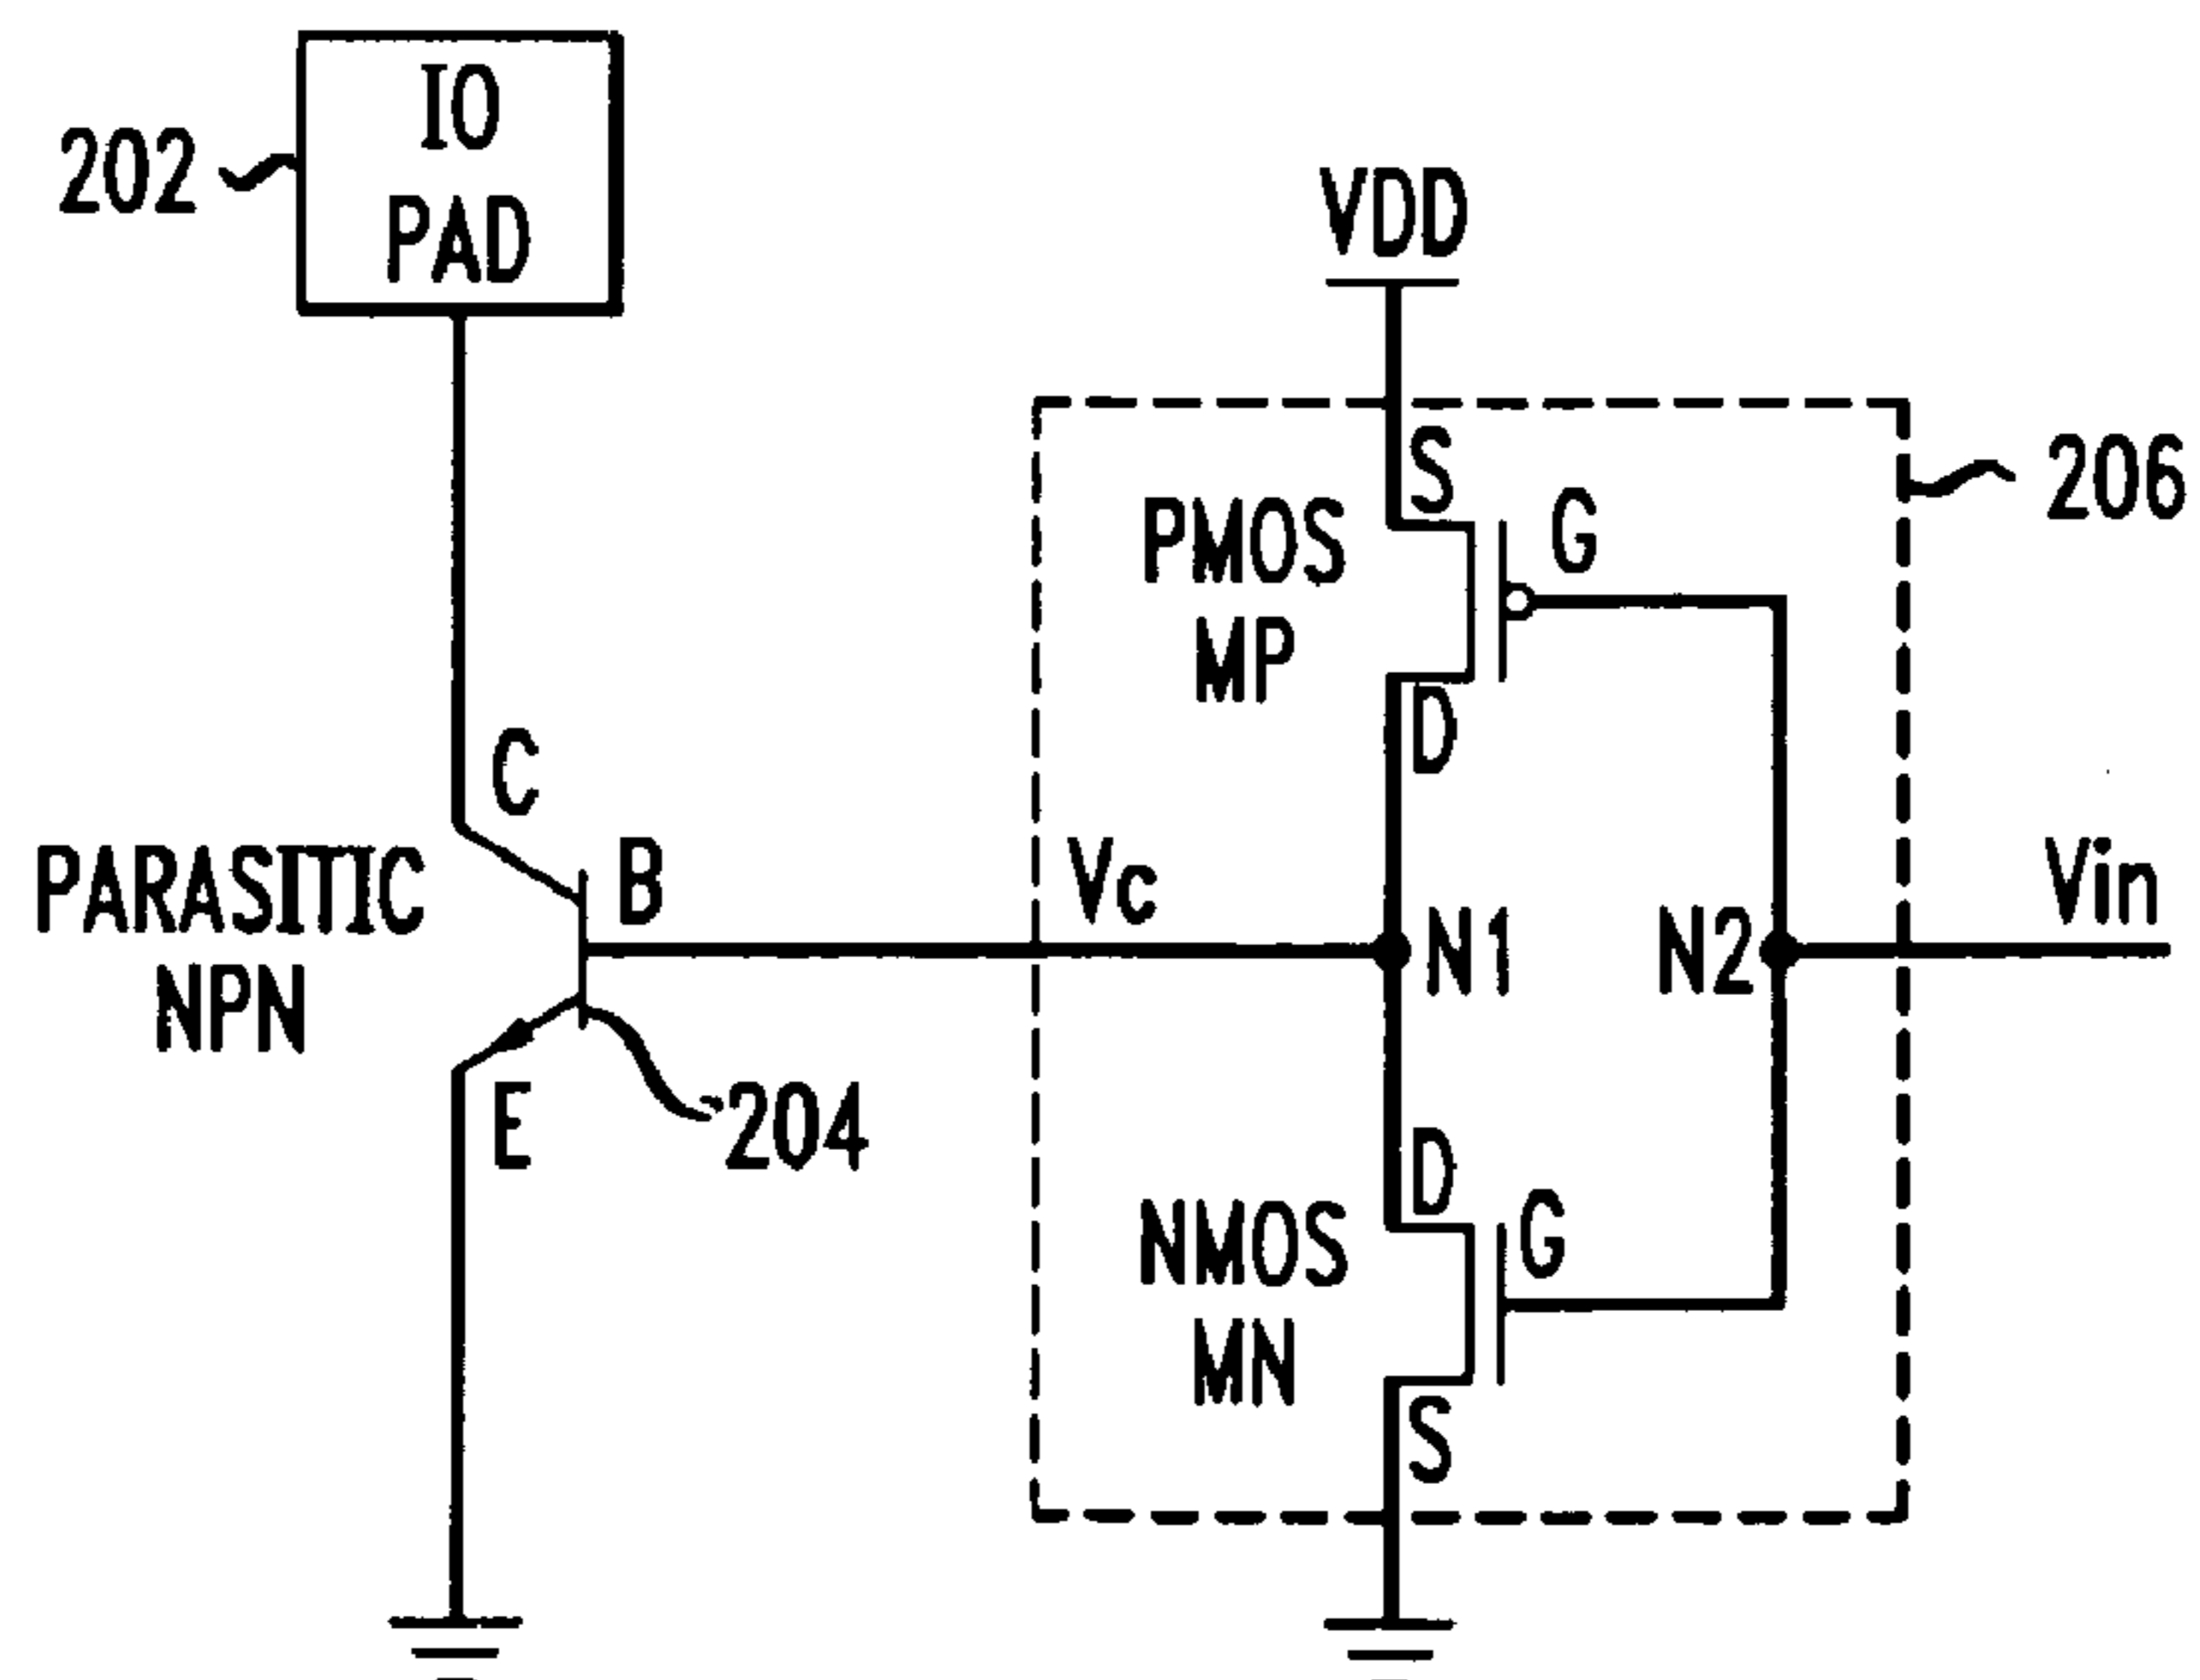 IO
PAD
202
VDD
S
PMOS
MP
G
206
D
C
B
PARASITIC
NPN
Vc
N1
N2
Vin
E
204
D
NMOS
MN
G
S